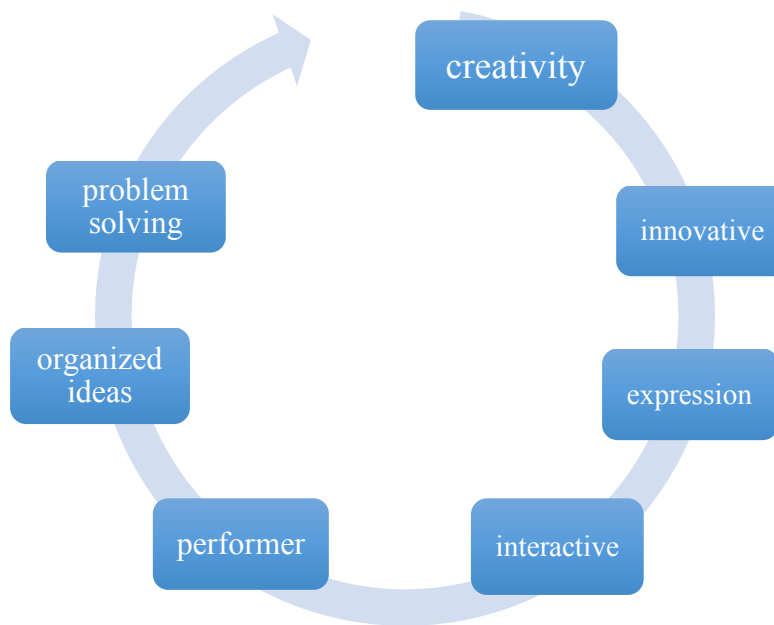 creativity
innovative
expression
interactive
performer
organized
ideas
problem
solving